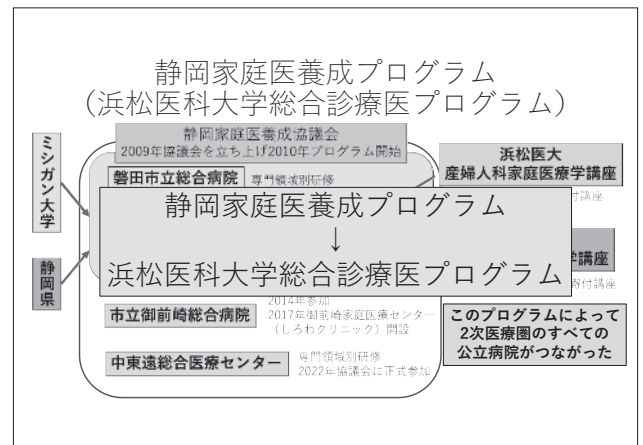 静岡家庭医養成プログラム
(浜松医科大学総合診療医プログラム)
静岡家庭医養成協議会
2009年協議会を立ち上げ2010年プログラム開始
ミシガン大学
静岡県
磐田市立総合病院 専門領域別研修
浜松医大
産婦人科家庭医療学講座
付講座
静岡家庭医養成プログラム
↓
浜松医科大学総合診療医プログラム
学講座
寄付講座
市立御前崎総合病院
2014年参加
2017年御前崎家庭医療センター
(しろわクリニック)開設
中東遠総合医療センター
専門領域別研修
2022年協議会に正式参加
このプログラムによって
2次医療圏のすべての
公立病院がつながった